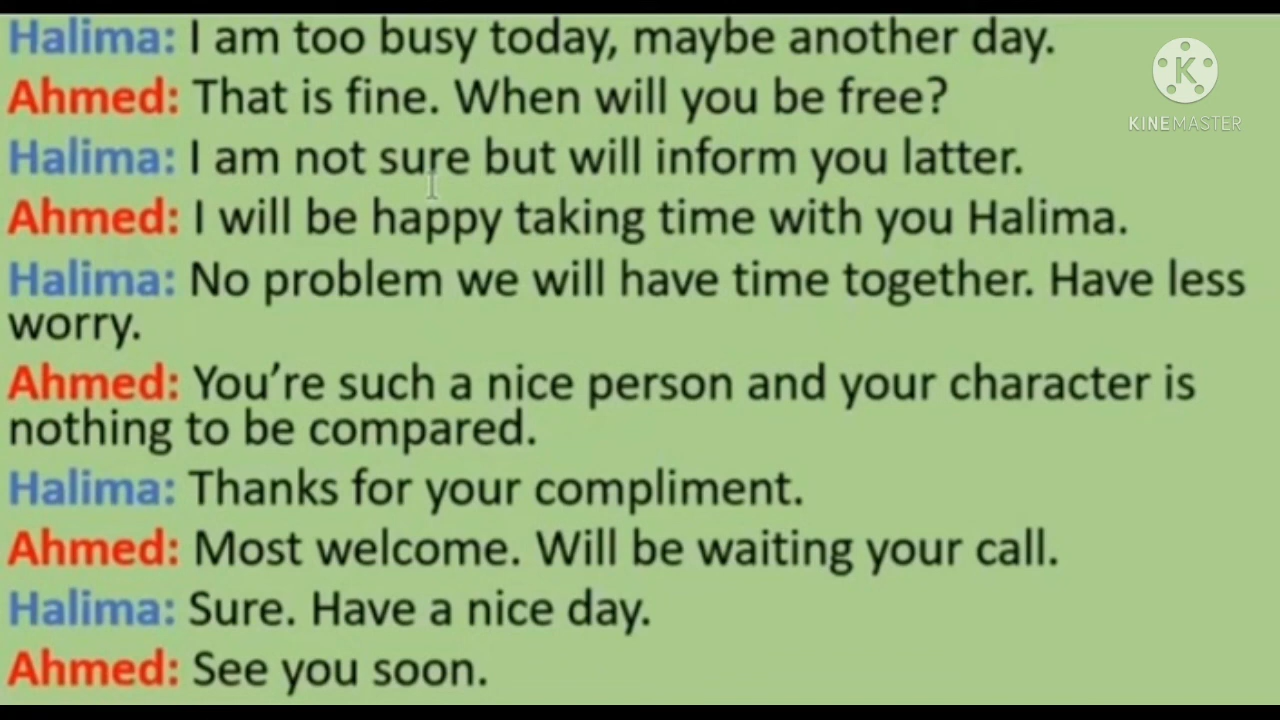 Halima: I am too busy today, maybe another day.
Ahmed: That is fine. When will you be free?
Halima: I am not sure but will inform you latter.
Ahmed: I will be happy taking time with you Halima.
Halima: No problem we will have time together. Have less
worry.
Ahmed: You’re such a nice person and your character is
nothing to be compared.
Halima: Thanks for your compliment.
Ahmed: Most welcome. Will be waiting your call.
Halima: Sure. Have a nice day.
Ahmed: See you soon.
K
KINEMASTER